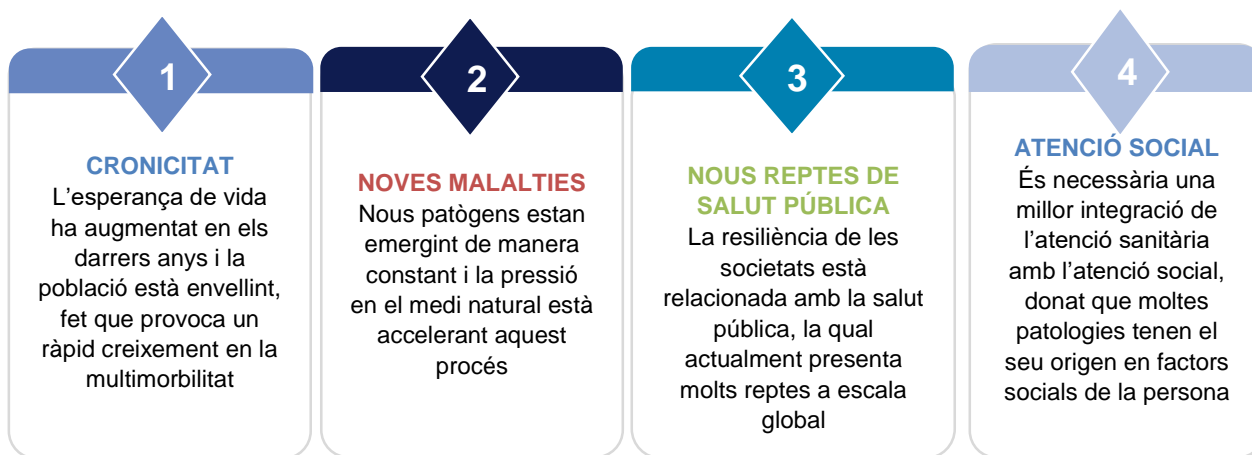 1
CRONICITAT
L’esperança de vida
ha augmentat en els
darrers anys i la
població està envellint,
fet que provoca un
ràpid creixement en la
multimorbilitat
2
NOVES MALALTIES
Nous patògens estan
emergint de manera
constant i la pressió
en el medi natural està
accelerant aquest
procés
3
NOUS REPTES DE
SALUT PÚBLICA
La resiliència de les
societats està
relacionada amb la salut
pública, la qual
actualment presenta
molts reptes a escala
global
4
ATENCIÓ SOCIAL
És necessària una
millor integració de
l’atenció sanitària
amb l’atenció social,
donat que moltes
patologies tenen el
seu origen en factors
socials de la persona